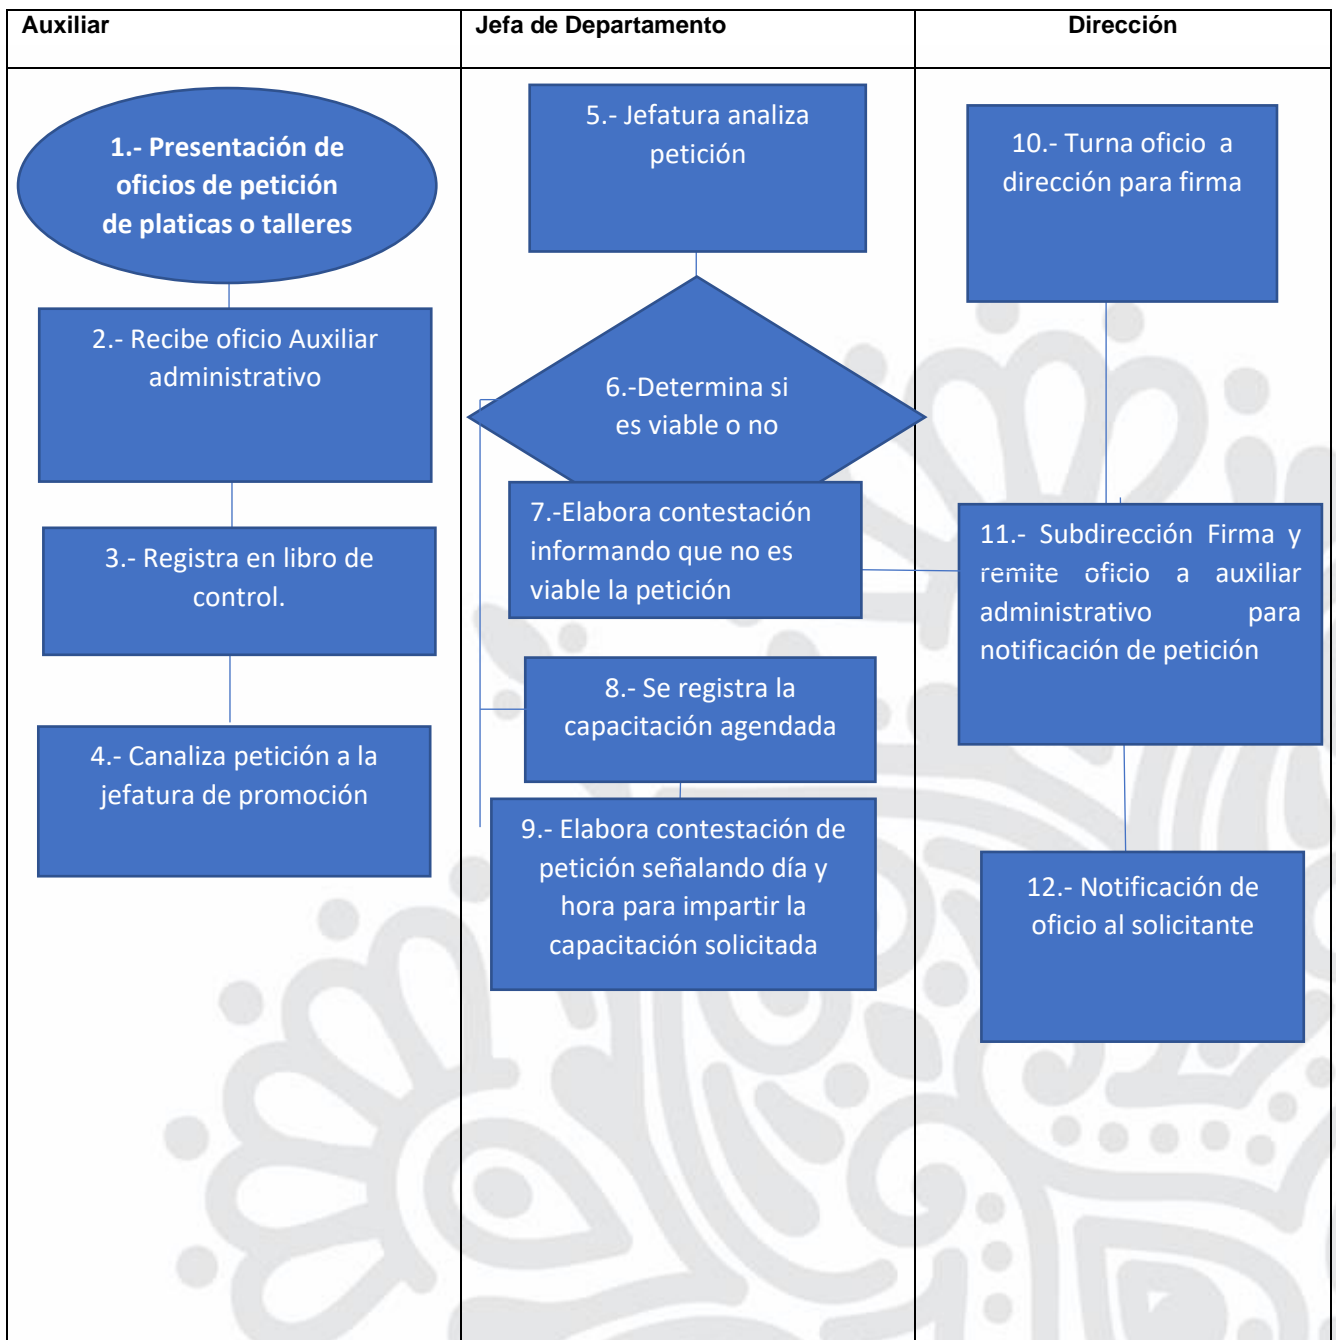 Auxiliar
Jefa de Departamento
Dirección
1.- Presentación de
oficios de petición
de platicas o talleres
2.- Recibe oficio Auxiliar
administrativo
3.- Registra en libro de
control.
4.- Canaliza petición a la
jefatura de promoción
5.- Jefatura analiza
petición
6.-Determina si
es viable o no
7.-Elabora contestación
informando que no es
viable la petición
8.- Se registra la
capacitación agendada
9.- Elabora contestación de
petición señalando día y
hora para impartir la
capacitación solicitada
10.- Turna oficio a
dirección para firma
11.- Subdirección Firma y
remite oficio a auxiliar
administrativo para
notificación de petición
12.- Notificación de
oficio al solicitante